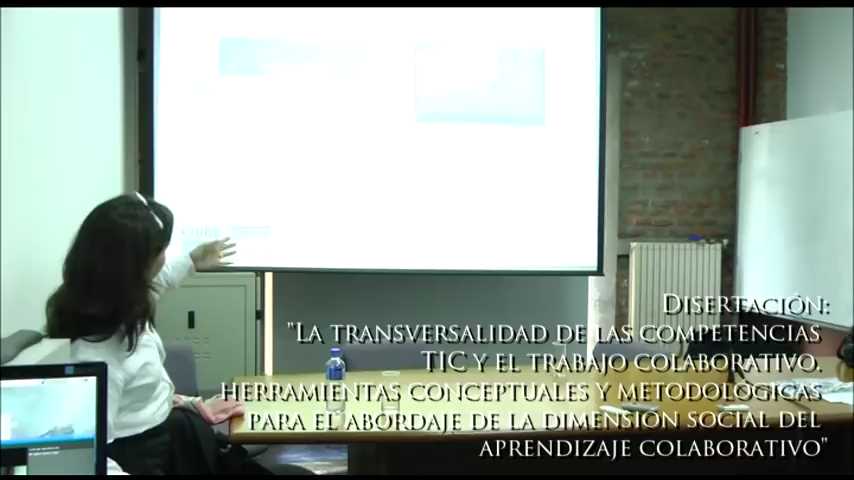 DISERTACIÓN:
"LA TRANSVERSALIDAD DE LAS COMPETENCIAS
TIC Y EL TRABAJO COLABORATIVO.
HERRAMIENTAS CONCEPTUALES Y METODOLÓGICAS
PARA EL ABORDAJE DE LA DIMENSIÓN SOCIAL DEL
APRENDIZAJE COLABORATIVO"